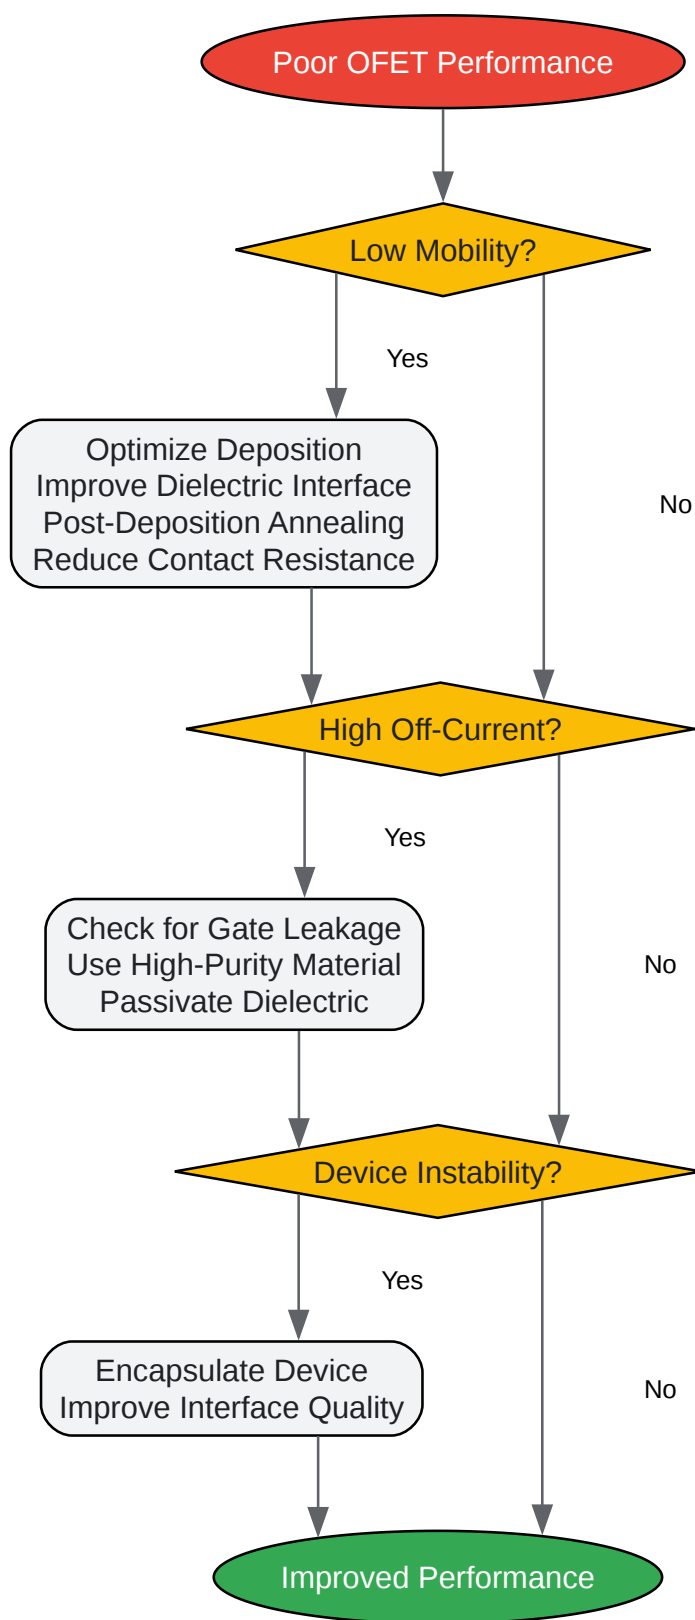 Poor OFET Performance
Low Mobility?
Yes
Optimize Deposition
Improve Dielectric Interface
Post-Deposition Annealing
Reduce Contact Resistance
No
High Off-Current?
Yes
Check for Gate Leakage
Use High-Purity Material
Passivate Dielectric
No
Device Instability?
Yes
Encapsulate Device
Improve Interface Quality
No
Improved Performance